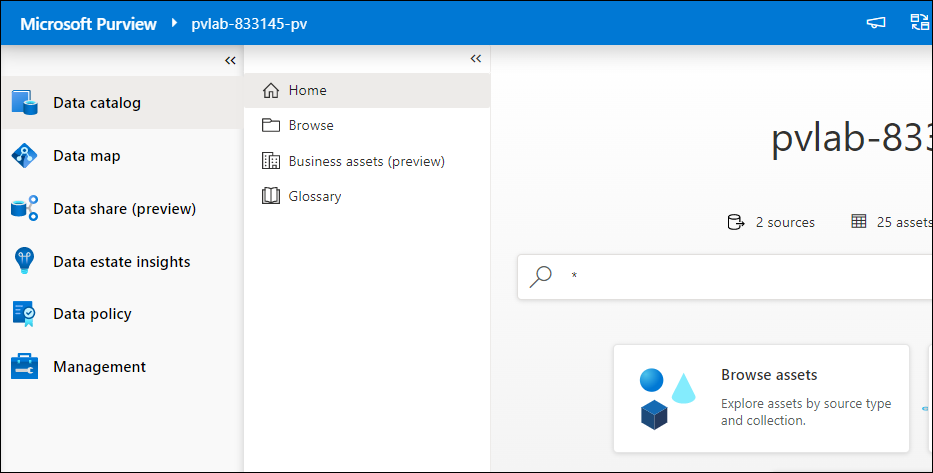 Microsoft Purview ▸ pvlab-833145-pv
Data catalog
Data map
Data share (preview)
Data estate insights
Data policy
Management
Home
Browse
Business assets (preview)
Glossary
pvlab-833
2 sources
25 assets
*
Browse assets
Explore assets by source type
and collection.